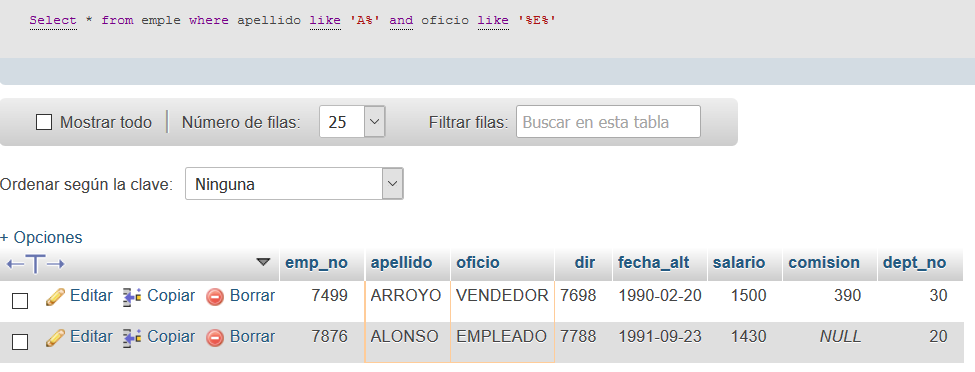 Select * from emple where apellido like 'A%' and oficio like '%E%'
Mostrar todo Número de filas: 25 Filtrar filas: Buscar en esta tabla
Ordenar según la clave: Ninguna
+ Opciones
←T→ emp_no apellido oficio dir fecha_alt salario comision dept_no
Editar Copiar Borrar 7499 ARROYO VENDEDOR 7698 1990-02-20 1500 390 30
Editar Copiar Borrar 7876 ALONSO EMPLEADO 7788 1991-09-23 1430 NULL 20